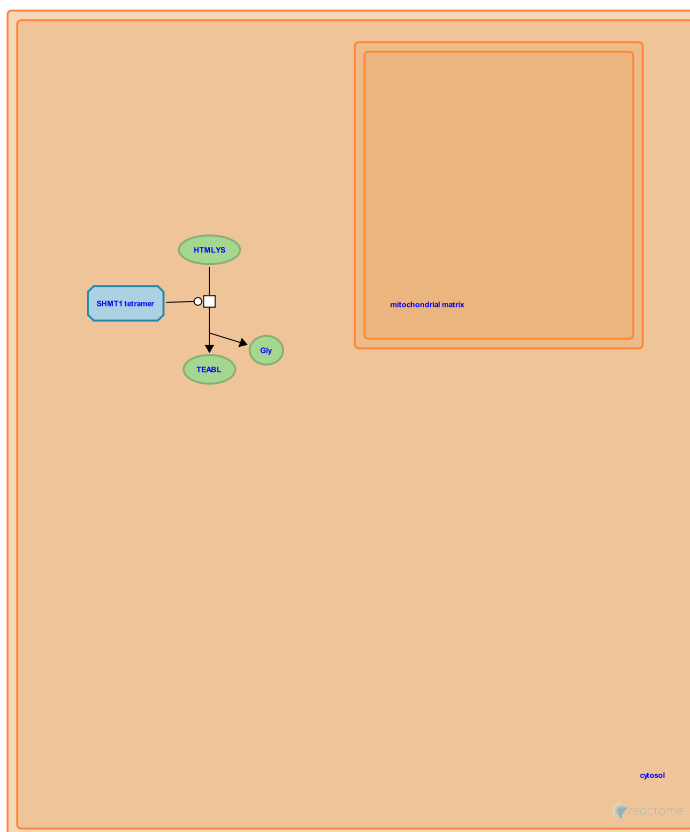 HTMLYS
SHMT1 tetramer
mitochondrial matrix
Gly
TEABL
cytosol
reactome